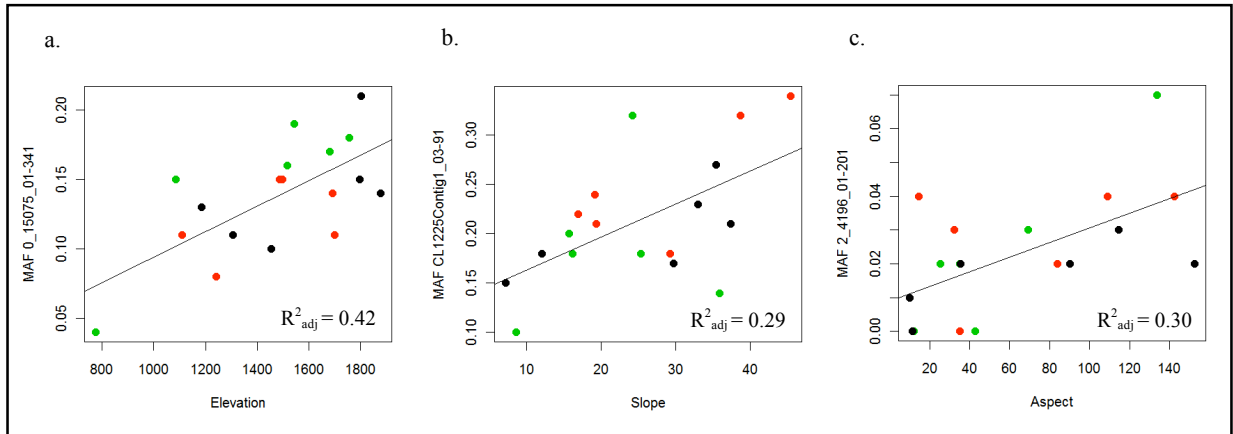 a.
MAF 0_15075_01-341
0.05 0.10 0.15 0.20
R²adj = 0.42
800 1000 1200 1400 1600 1800
Elevation
b.
MAF CL1225Contig1_03-91
0.10 0.15 0.20 0.25 0.30
R²adj = 0.29
10 20 30 40
Slope
c.
MAF 2_4196_01-201
0.00 0.02 0.04 0.06
R²adj = 0.30
20 40 60 80 100 120 140
Aspect